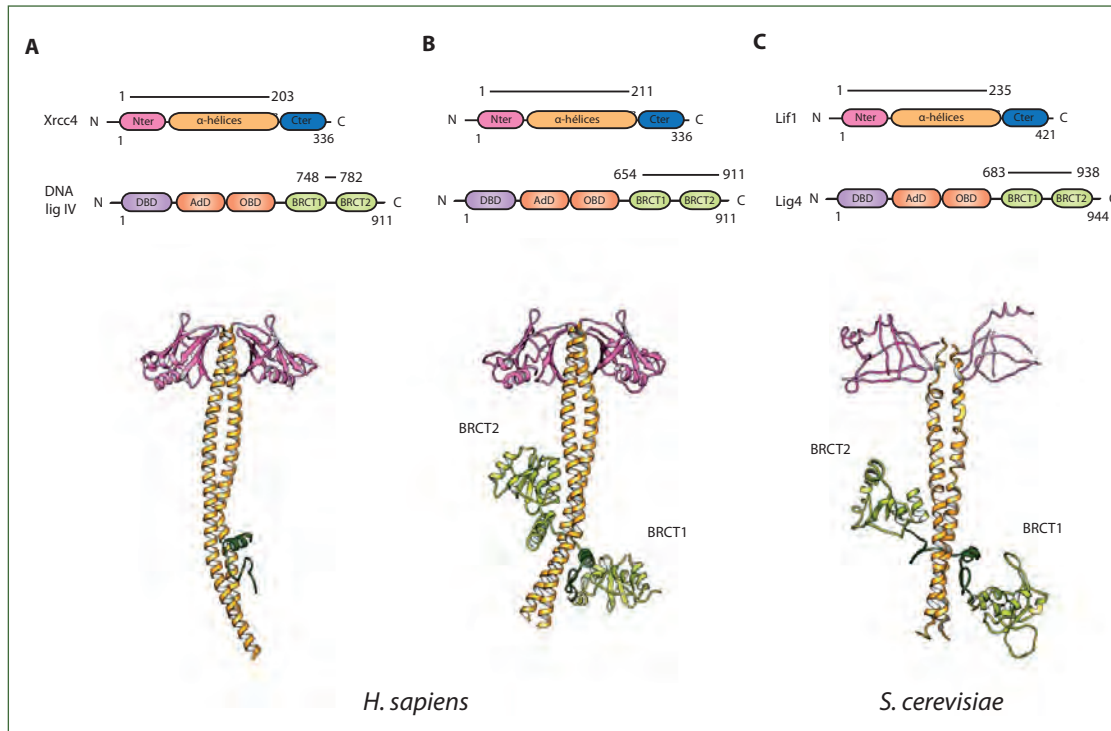 A
B
C
1
203
Xrcc4
N
Nter
α-hélices
Cter
C
1
336
1
211
N
Nter
α-hélices
Cter
C
336
1
235
Lif1
N
Nter
α-hélices
Cter
C
1
421
748
782
DNA
lig IV
N
DBD
AdD
OBD
BRCT1
BRCT2
C
1
911
654
911
N
DBD
AdD
OBD
BRCT1
BRCT2
C
1
911
683
938
Lig4
N
DBD
AdD
OBD
BRCT1
BRCT2
C
1
944
BRCT2
BRCT1
BRCT2
BRCT1
H. sapiens
S. cerevisiae